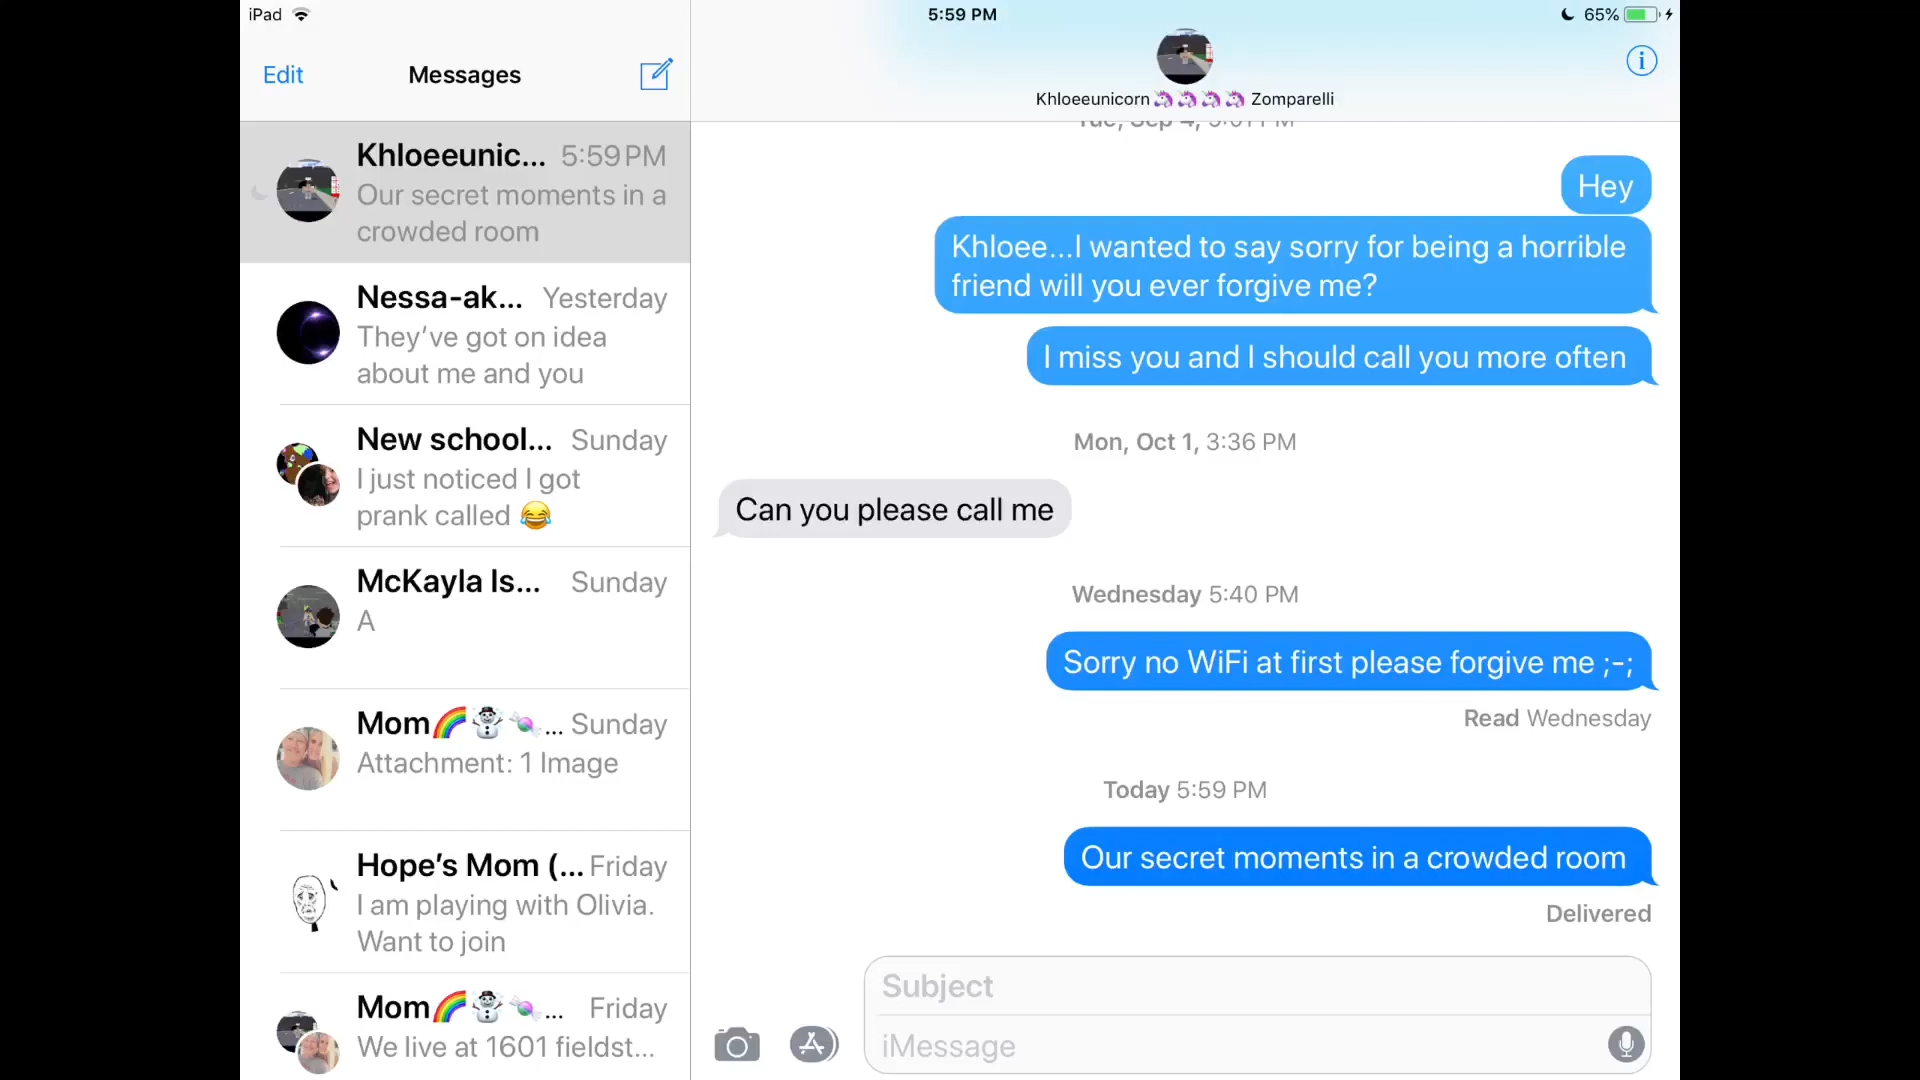 iPad
5:59 PM
65%
Edit
Messages
Khloeeunicorn🦄🦄🦄🦄 Zomparelli
Khloeeunic... 5:59 PM
Our secret moments in a
crowded room
Nessa-ak... Yesterday
They’ve got on idea
about me and you
New school... Sunday
I just noticed I got
prank called 😂
McKayla Is... Sunday
A
Mom🌈☃️🍬... Sunday
Attachment: 1 Image
Hope’s Mom (... Friday
I am playing with Olivia.
Want to join
Mom🌈☃️🍬... Friday
We live at 1601 fieldst...
Tue, Sep 4, 9:01 PM
Hey
Khloee...I wanted to say sorry for being a horrible
friend will you ever forgive me?
I miss you and I should call you more often
Mon, Oct 1, 3:36 PM
Can you please call me
Wednesday 5:40 PM
Sorry no WiFi at first please forgive me ;-;
Read Wednesday
Today 5:59 PM
Our secret moments in a crowded room
Delivered
Subject
iMessage